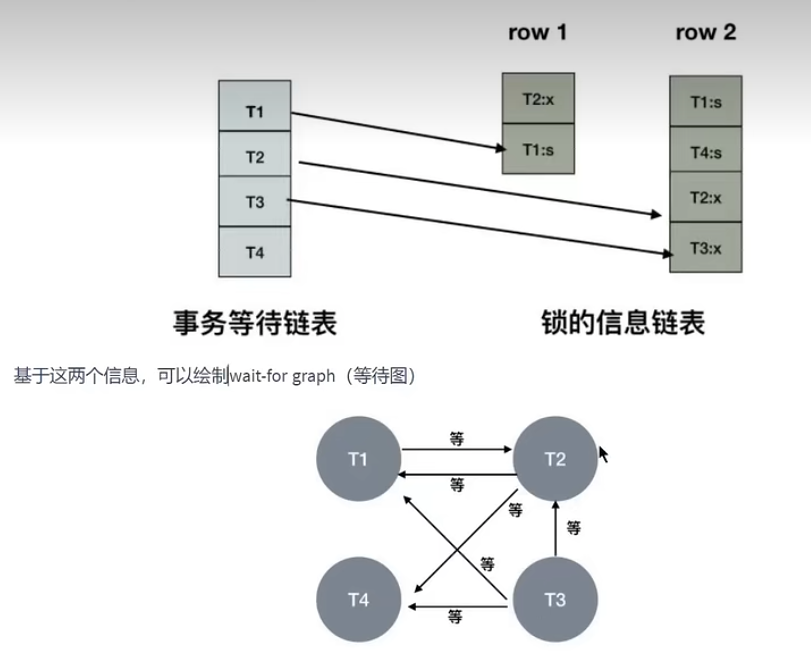 row 1 row 2
T1 T2:x T1:s
T2 T1:s T4:s
T3 T2:x
T4 T3:x
事务等待链表 锁的信息链表
基于这两个信息，可以绘制wait-for graph（等待图）
等
T1 T2
等
等
等
等
T4 T3
等